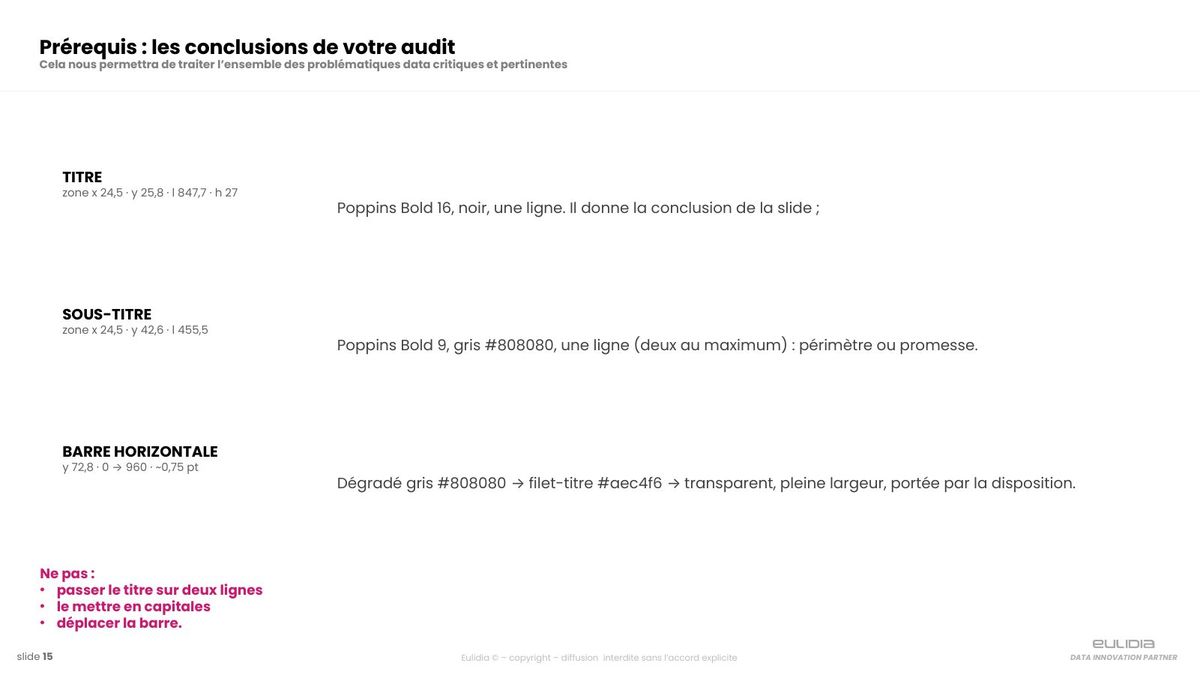 Prérequis : les conclusions de votre audit
Cela nous permettra de traiter l’ensemble des problématiques data critiques et pertinentes
TITRE
zone x 24,5 · y 25,8 · l 847,7 · h 27
Poppins Bold 16, noir, une ligne. Il donne la conclusion de la slide ;
SOUS-TITRE
zone x 24,5 · y 42,6 · l 455,5
Poppins Bold 9, gris #808080, une ligne (deux au maximum) : périmètre ou promesse.
BARRE HORIZONTALE
y 72,8 · 0 → 960 · ~0,75 pt
Dégradé gris #808080 → filet-titre #aec4f6 → transparent, pleine largeur, portée par la disposition.
Ne pas :
• passer le titre sur deux lignes
• le mettre en capitales
• déplacer la barre.
slide 15
Eulidia © – copyright – diffusion interdite sans l’accord explicite
EULIDIA
DATA INNOVATION PARTNER